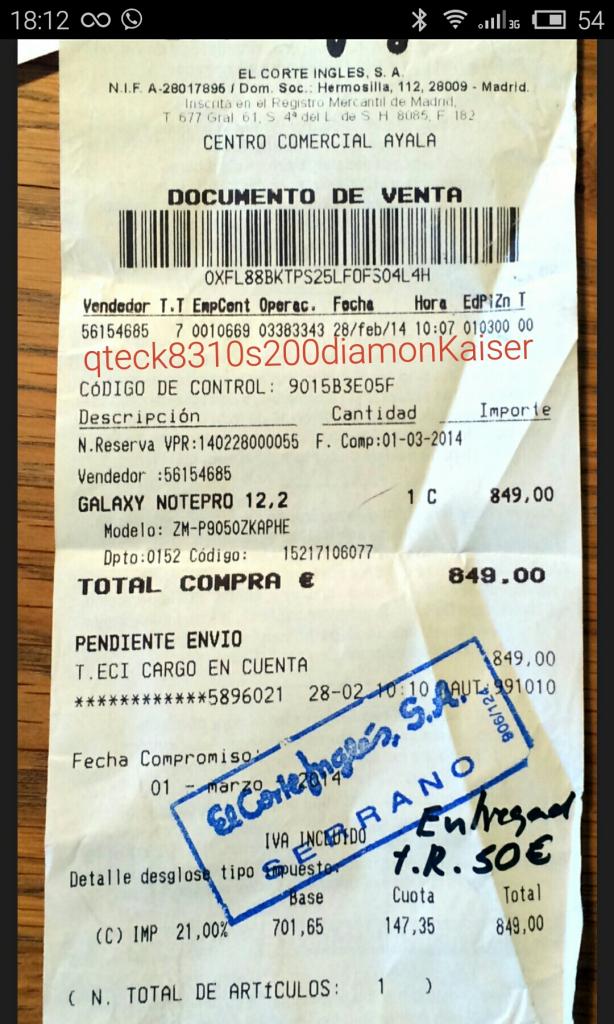 18:12 3G 54
EL CORTE INGLES, S. A.
N.I.F. A-28017895 / Dom. Soc.: Hermosilla, 112, 28009 - Madrid.
Inscrita en el Registro Mercantil de Madrid,
T 677 Gral 61, S 4ª del L de S H 8085, F 182
CENTRO COMERCIAL AYALA
DOCUMENTO DE VENTA
0XFL88BKTPS25LF0FS04L4H
Vendedor T.T EmpCont Operac. Fecha Hora EdPlZn T
56154685 7 0010669 03383343 28/feb/14 10:07 010300 00
qteck8310s200diamonKaiser
CÓDIGO DE CONTROL: 9015B3E05F
Descripción Cantidad Importe
N.Reserva VPR:140228000055 F. Comp:01-03-2014
Vendedor :56154685
GALAXY NOTEPRO 12,2 1 C 849,00
Modelo: ZM-P9050ZKAPHE
Dpto:0152 Código: 15217106077
TOTAL COMPRA € 849.00
PENDIENTE ENVIO
T.ECI CARGO EN CUENTA 849,00
************5896021 28-02 10:10 AUT:991010
Fecha Compromiso:
01 - marzo 2014
El Corte Inglés, S.A.
906/124
SERRANO
IVA INCLUIDO
Entregad
T.R. 50€
Detalle desglose tipo impuesto:
Base Cuota Total
(C) IMP 21,00% 701,65 147,35 849,00
( N. TOTAL DE ARTÍCULOS: 1 )